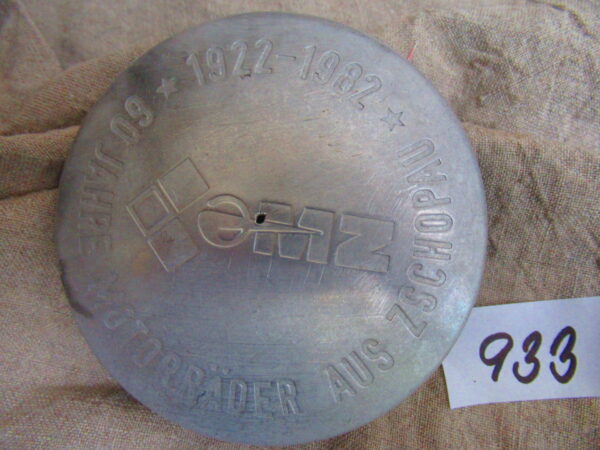 ★ 1922-1982 ★
60 JAHRE MOTORRÄDER AUS ZSCHOPAU
MZ
933